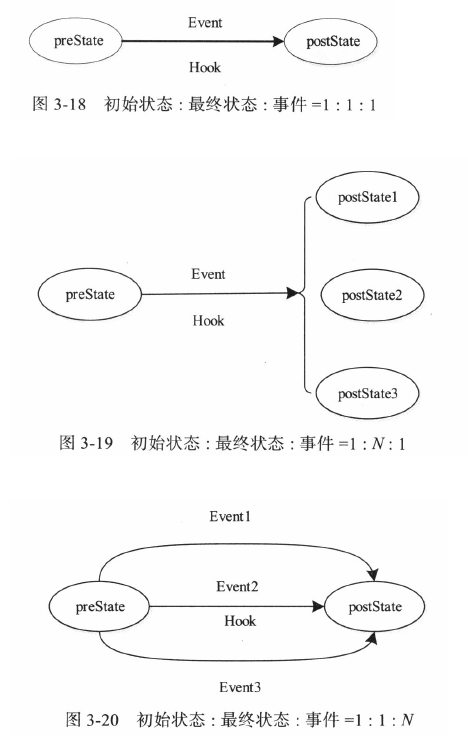 Event
preState
postState
Hook
图 3-18 初始状态：最终状态：事件 =1：1：1
postState1
Event
preState
postState2
Hook
postState3
图 3-19 初始状态：最终状态：事件 =1：N：1
Event1
Event2
preState
postState
Hook
Event3
图 3-20 初始状态：最终状态：事件 =1：1：N